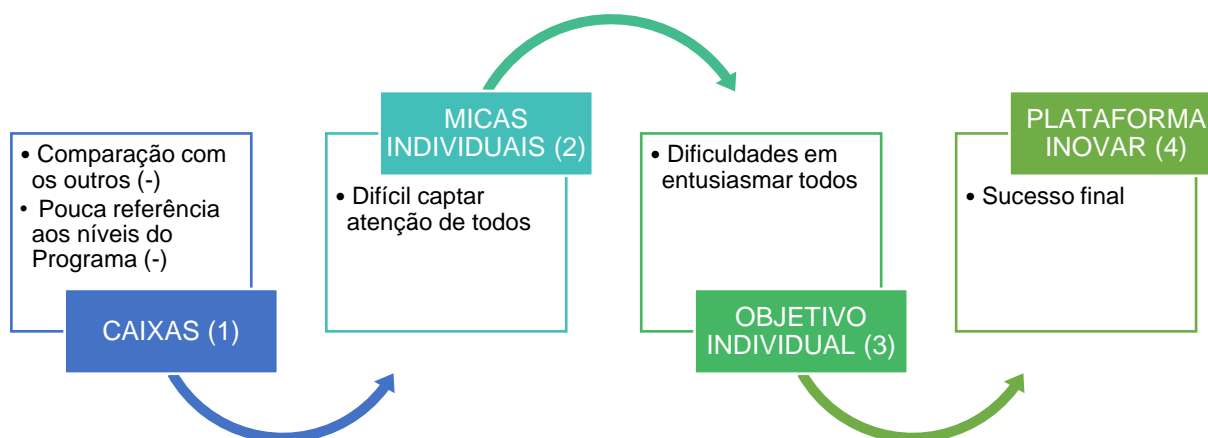 • Comparação com
os outros (-)
• Pouca referência
aos níveis do
Programa (-)
CAIXAS (1)
MICAS
INDIVIDUAIS (2)
• Difícil captar
atenção de todos
• Dificuldades em
entusiasmar todos
OBJETIVO
INDIVIDUAL (3)
PLATAFORMA
INOVAR (4)
• Sucesso final